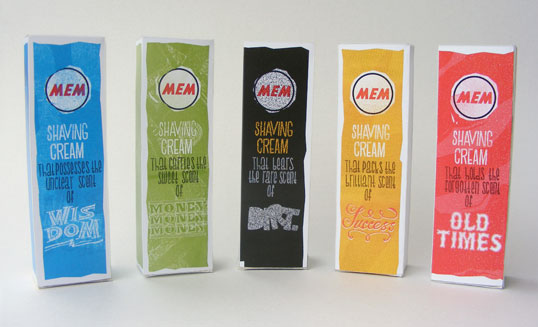 MEM
SHAVING
CREAM
That possesses the
unclear scent
of
WIS
DOM
MEM
SHAVING
CREAM
That carries the
sweet scent
of
MONEY
MONEY
MONEY
MEM
SHAVING
CREAM
That bears
the rare scent
of
MEM
SHAVING
CREAM
That packs the
brilliant scent
of
Success
MEM
SHAVING
CREAM
That holds the
forgotten scent
of
OLD
TIMES